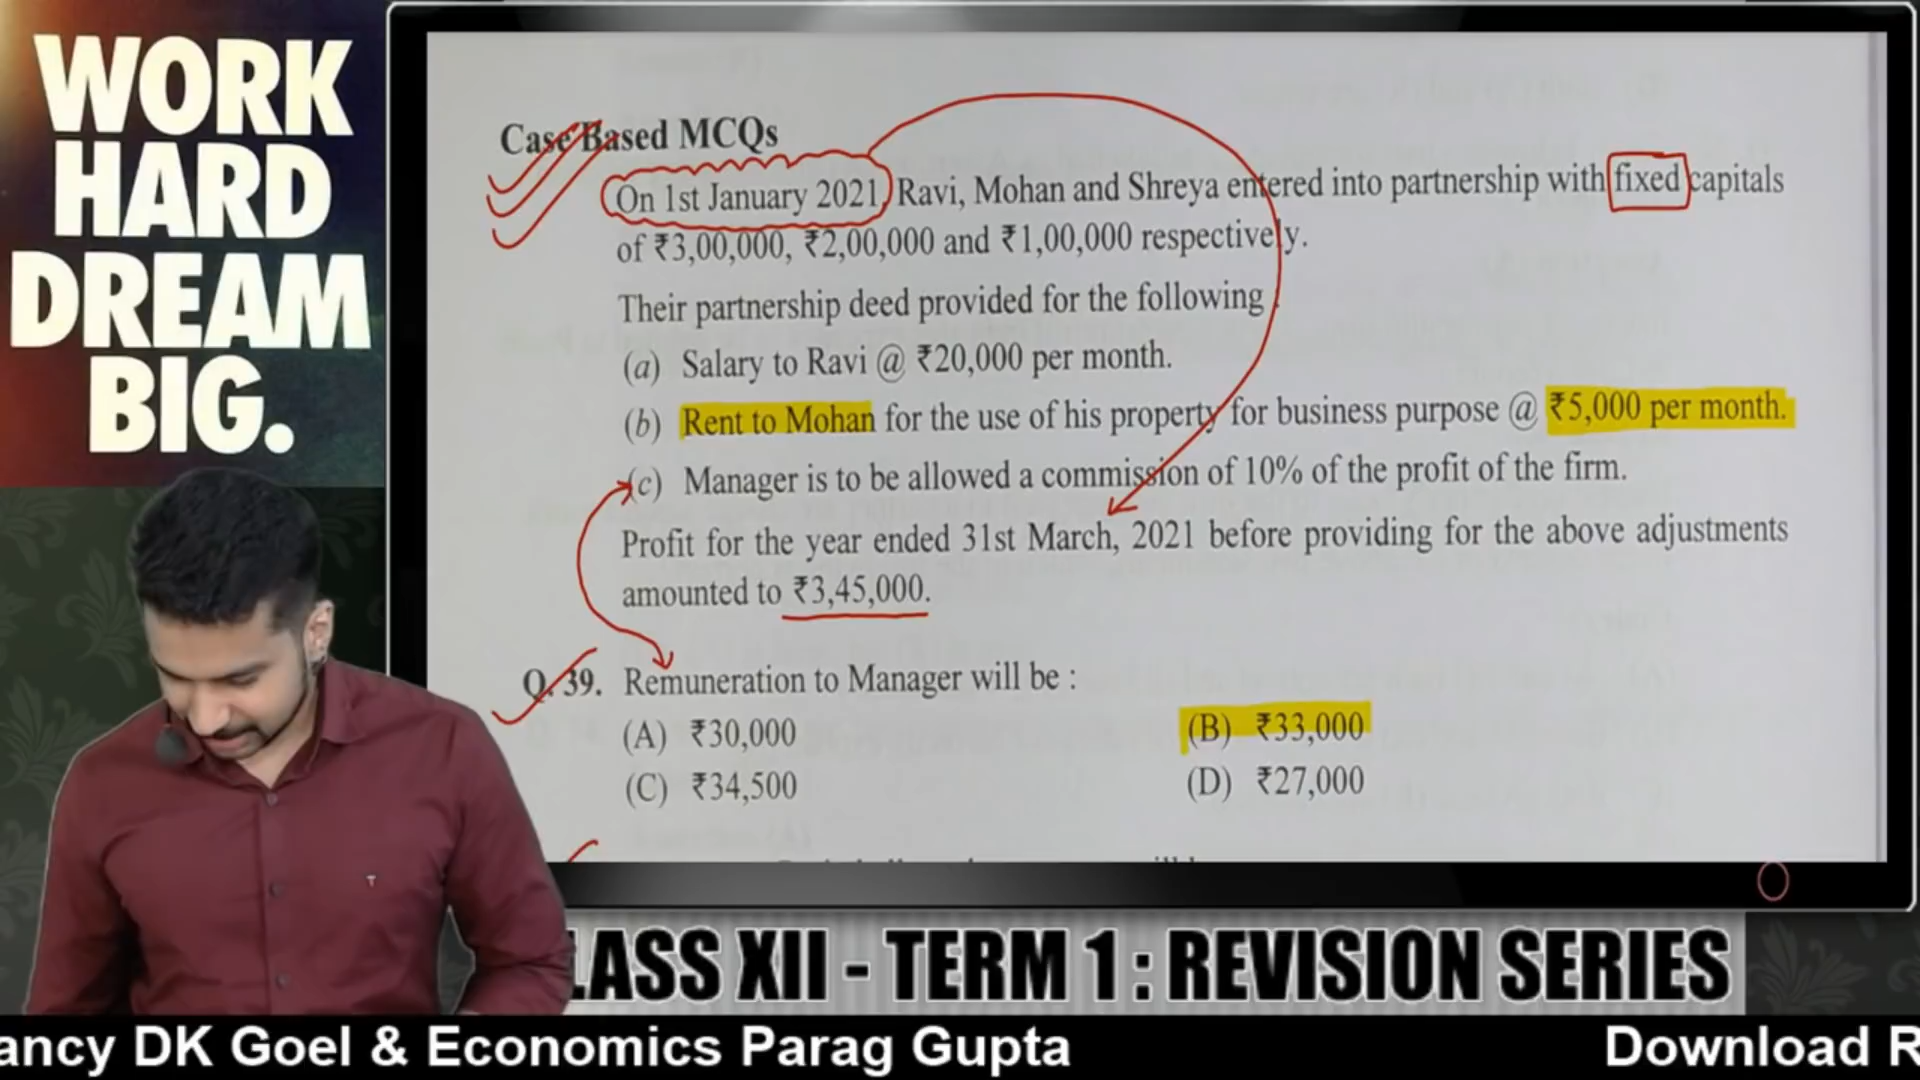 WORK
HARD
DREAM
BIG.
Case Based MCQs
On 1st January 2021, Ravi, Mohan and Shreya entered into partnership with fixed capitals
of ₹3,00,000, ₹2,00,000 and ₹1,00,000 respectively.
Their partnership deed provided for the following
(a) Salary to Ravi @ ₹20,000 per month.
(b) Rent to Mohan for the use of his property for business purpose @ ₹5,000 per month.
(c) Manager is to be allowed a commission of 10% of the profit of the firm.
Profit for the year ended 31st March, 2021 before providing for the above adjustments
amounted to ₹3,45,000.
Q. 39. Remuneration to Manager will be :
(A) ₹30,000 (B) ₹33,000
(C) ₹34,500 (D) ₹27,000
T
LASS XII - TERM 1 : REVISION SERIES
ancy DK Goel & Economics Parag Gupta Download R